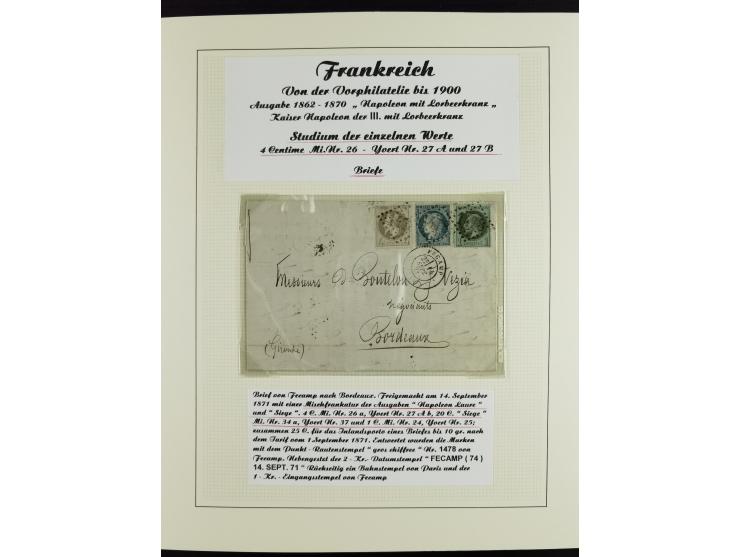 Frankreich
Von der Vorphilatelie bis 1900
Ausgabe 1862 - 1870 „ Napoleon mit Lorbeerkranz „
Kaiser Napoleon der III. mit Lorbeerkranz
Studium der einzelnen Werte
4 Centime Mi.Nr. 26 - Yvert Nr. 27 A und 27 B
Briefe
FECAMP
Messieurs
négociants
Bordeaux
(Gironde)
Brief von Fecamp nach Bordeaux. Freigemacht am 14. September
1871 mit einer Mischfrankatur der Ausgaben " Napoleon Laure "
und " Siege ". 4 C. Mi. Nr. 26 a, Yvert Nr. 27 A b, 20 C. " Siege "
Mi. Nr. 34 a, Yvert Nr. 37 und 1 C. Mi. Nr. 24, Yvert Nr. 25;
zusammen 25 C. für das Inlandsporto eines Briefes bis 10 gr. nach
dem Tarif vom 1.September 1871. Entwertet wurden die Marken
mit dem Punkt - Rautenstempel " gros chiffres " Nr. 1478 von
Fecamp. Nebengestet der 2 - Kr.- Datumstempel " FECAMP ( 74 )
14. SEPT. 71 " Rückseitig ein Bahnstempel von Paris und der
1 - Kr. - Eingangsstempel von Fecamp